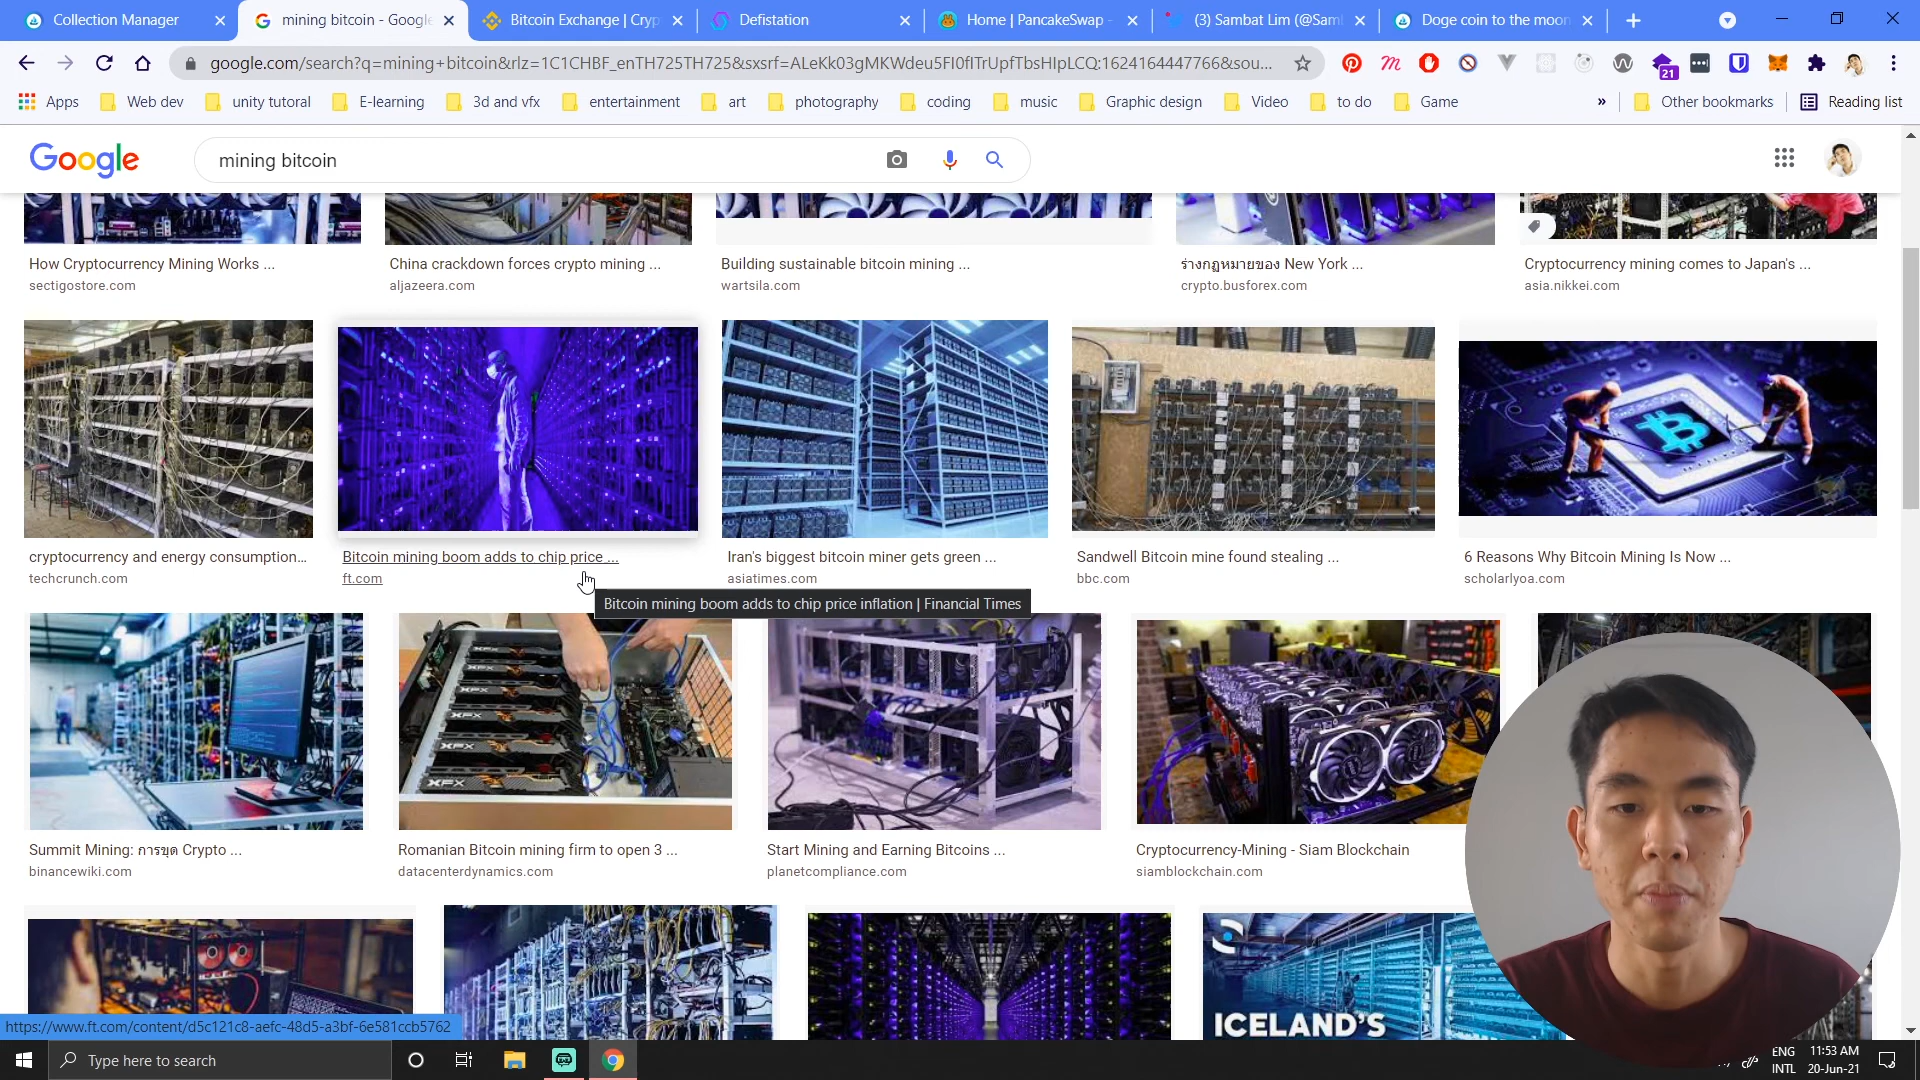 Collection Manager
mining bitcoin - Google
Bitcoin Exchange | Cryp
Defistation
Home | PancakeSwap -
(3) Sambat Lim (@Sam
Doge coin to the moon
google.com/search?q=mining+bitcoin&rlz=1C1CHBF_enTH725TH725&sxsrf=ALeKk03gMKWdeu5FI0fITrUpfTbsHIpLCQ:1624164447766&sou...
21
Apps
Web dev
unity tutorial
E-learning
3d and vfx
entertainment
art
photography
coding
music
Graphic design
Video
to do
Game
»
Other bookmarks
Reading list
Google
mining bitcoin
How Cryptocurrency Mining Works ...
sectigostore.com
China crackdown forces crypto mining ...
aljazeera.com
Building sustainable bitcoin mining ...
wartsila.com
ร่างกฎหมายของ New York ...
crypto.busforex.com
Cryptocurrency mining comes to Japan's ...
asia.nikkei.com
cryptocurrency and energy consumption...
techcrunch.com
Bitcoin mining boom adds to chip price ...
ft.com
Iran's biggest bitcoin miner gets green ...
asiatimes.com
Sandwell Bitcoin mine found stealing ...
bbc.com
6 Reasons Why Bitcoin Mining Is Now ...
scholarlyoa.com
Bitcoin mining boom adds to chip price inflation | Financial Times
XFX
XFX
XFX
Summit Mining: การขุด Crypto ...
binancewiki.com
Romanian Bitcoin mining firm to open 3 ...
datacenterdynamics.com
Start Mining and Earning Bitcoins ...
planetcompliance.com
Cryptocurrency-Mining - Siam Blockchain
siamblockchain.com
ICELAND'S
https://www.ft.com/content/d5c121c8-aefc-48d5-a3bf-6e581ccb5762
Type here to search
ENG
INTL
11:53 AM
20-Jun-21